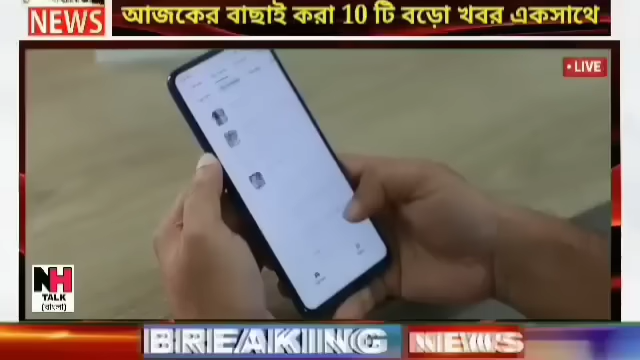 NEWS
আজকের বাছাই করা 10 টি বড়ো খবর একসাথে
• LIVE
NH
TALK
(বাংলা)
BREAKING NEWS